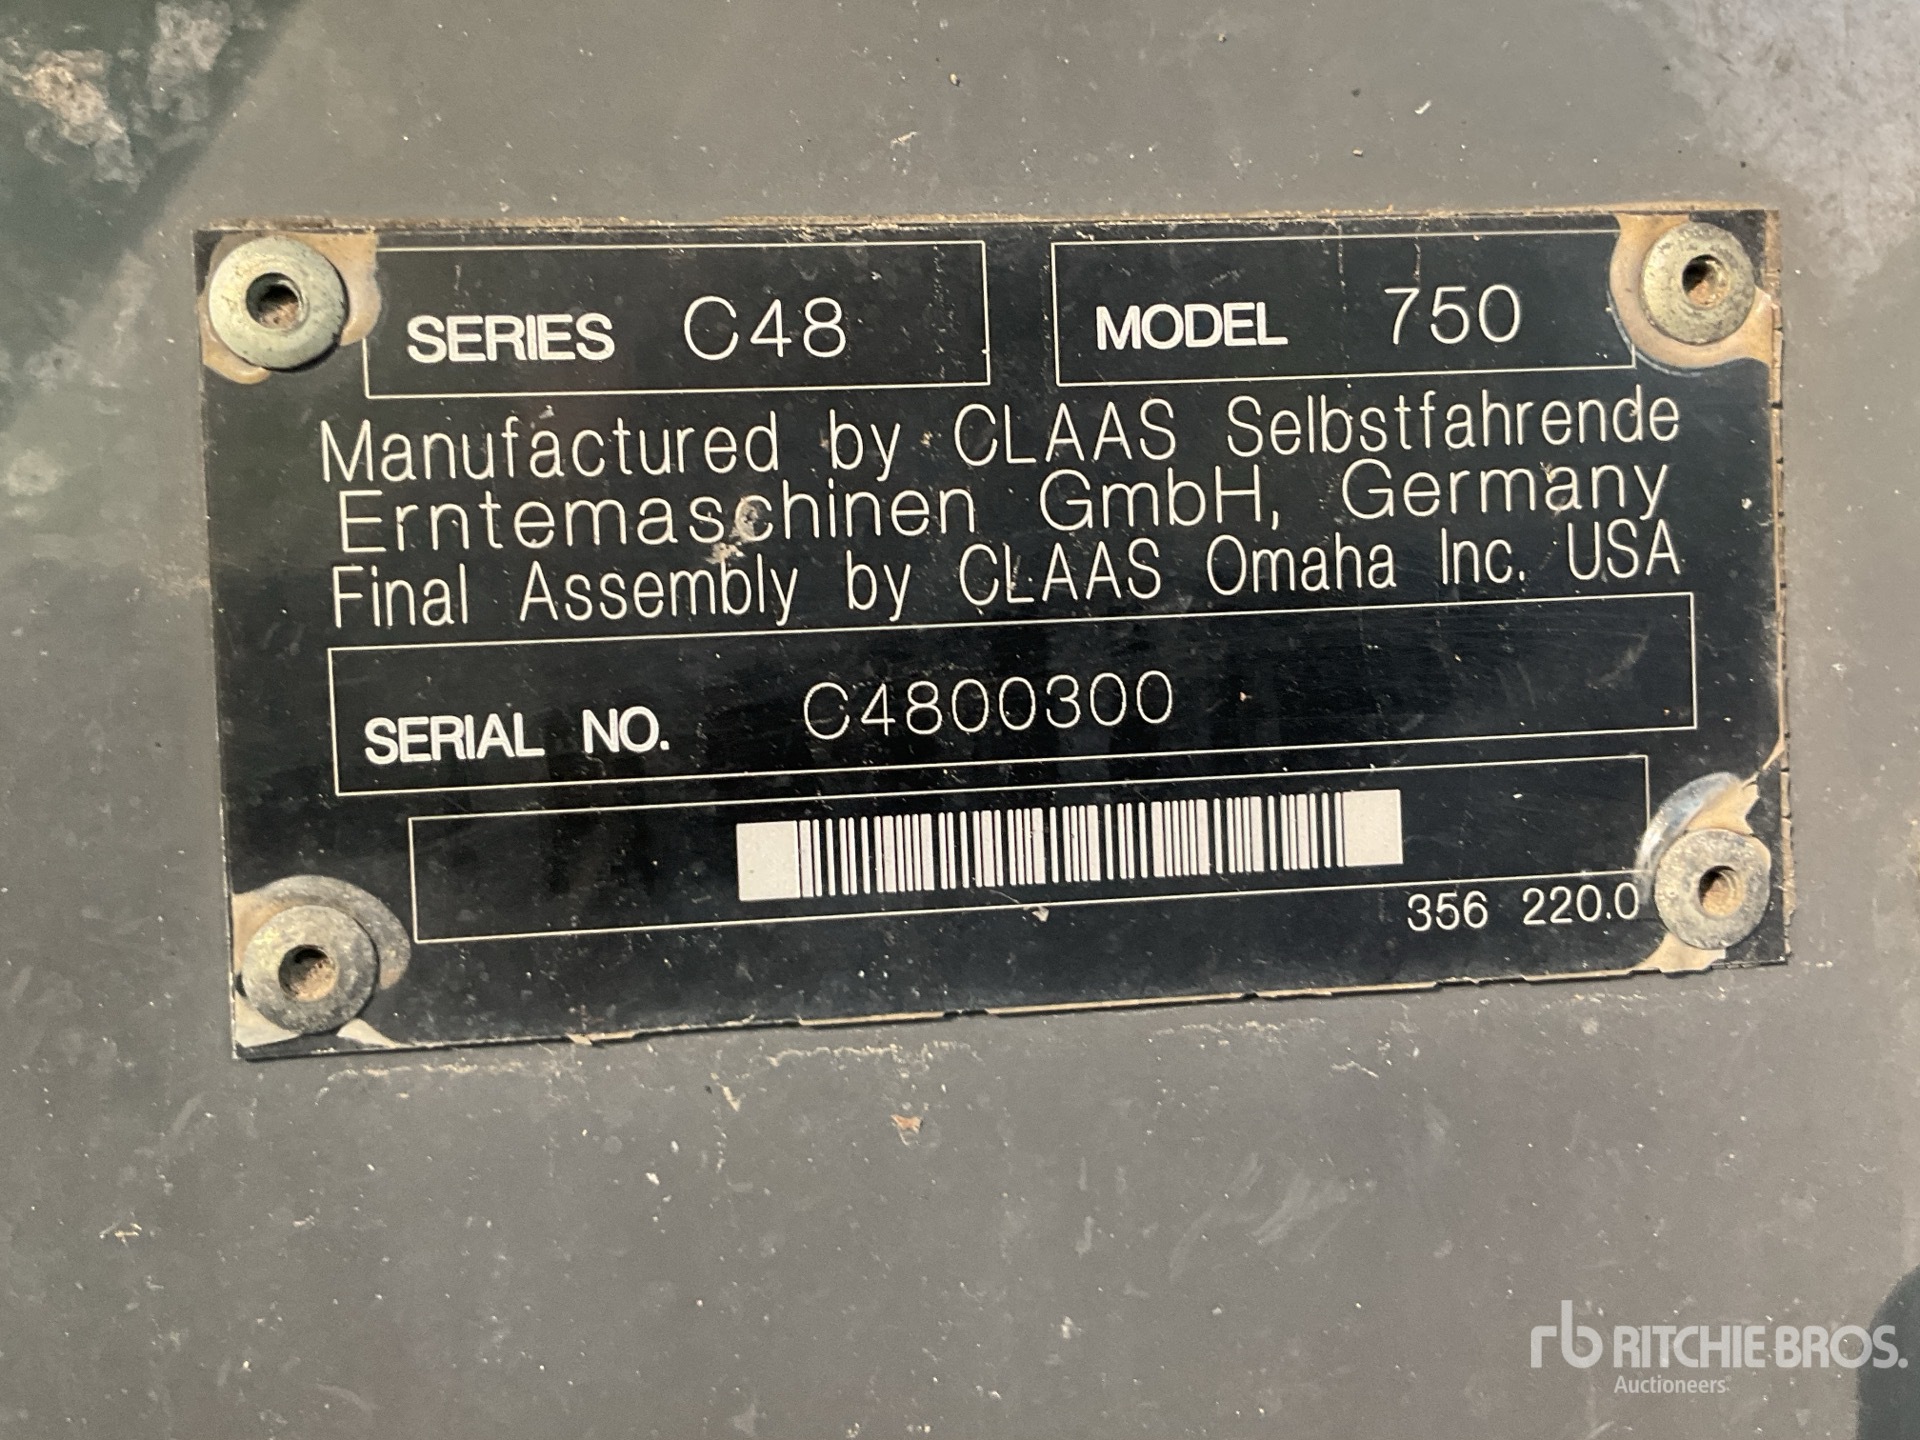 SERIES C48 MODEL 750
Manufactured by CLAAS Selbstfahrende
Erntemaschinen GmbH, Germany
Final Assembly by CLAAS Omaha Inc. USA
SERIAL NO. C4800300
356 220.0
rb RITCHIE BROS.
Auctioneers